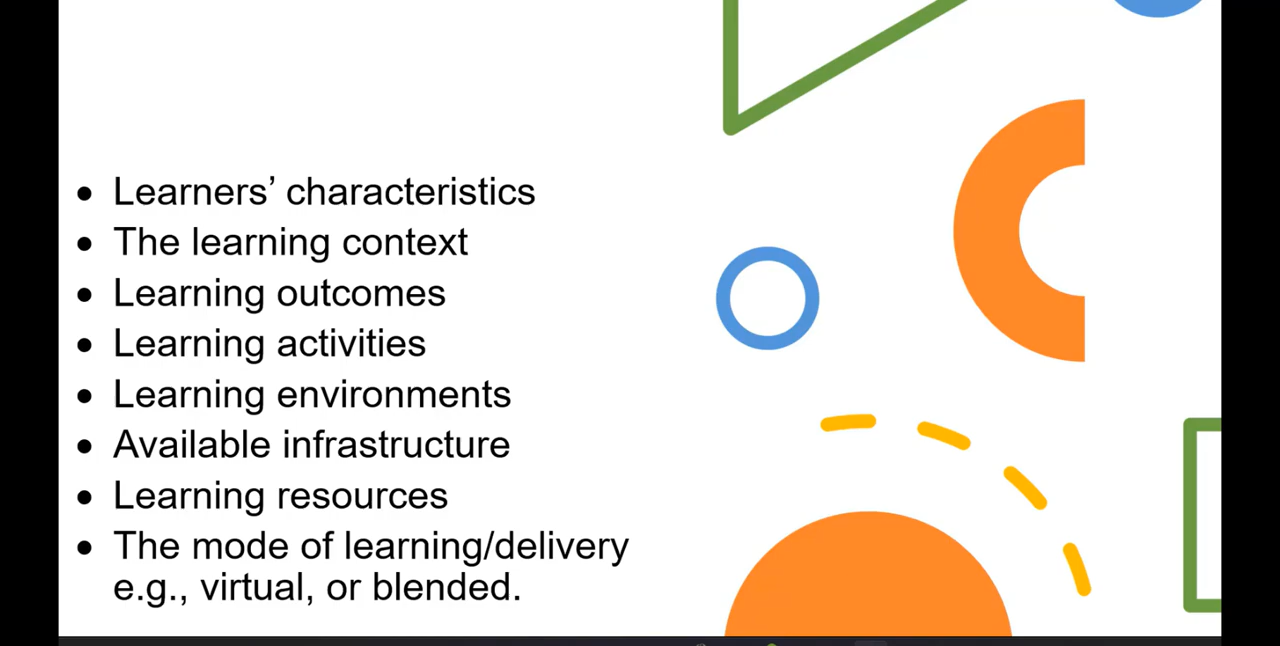 • Learners’ characteristics
• The learning context
• Learning outcomes
• Learning activities
• Learning environments
• Available infrastructure
• Learning resources
• The mode of learning/delivery
e.g., virtual, or blended.